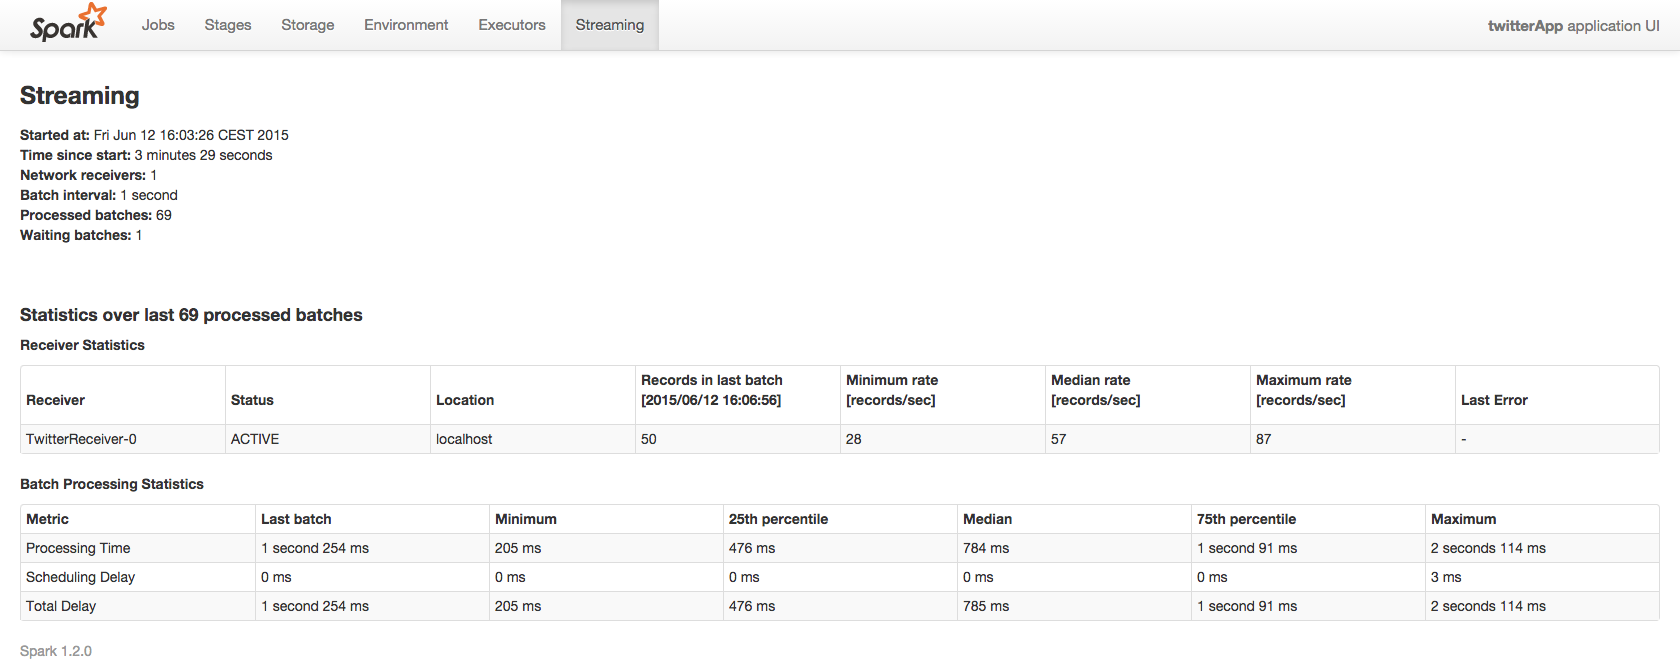 Spark Jobs Stages Storage Environment Executors Streaming twitterApp application UI
Streaming
Started at: Fri Jun 12 16:03:26 CEST 2015
Time since start: 3 minutes 29 seconds
Network receivers: 1
Batch interval: 1 second
Processed batches: 69
Waiting batches: 1
Statistics over last 69 processed batches
Receiver Statistics
Receiver Status Location Records in last batch [2015/06/12 16:06:56] Minimum rate [records/sec] Median rate [records/sec] Maximum rate [records/sec] Last Error
TwitterReceiver-0 ACTIVE localhost 50 28 57 87 -
Batch Processing Statistics
Metric Last batch Minimum 25th percentile Median 75th percentile Maximum
Processing Time 1 second 254 ms 205 ms 476 ms 784 ms 1 second 91 ms 2 seconds 114 ms
Scheduling Delay 0 ms 0 ms 0 ms 0 ms 0 ms 3 ms
Total Delay 1 second 254 ms 205 ms 476 ms 785 ms 1 second 91 ms 2 seconds 114 ms
Spark 1.2.0